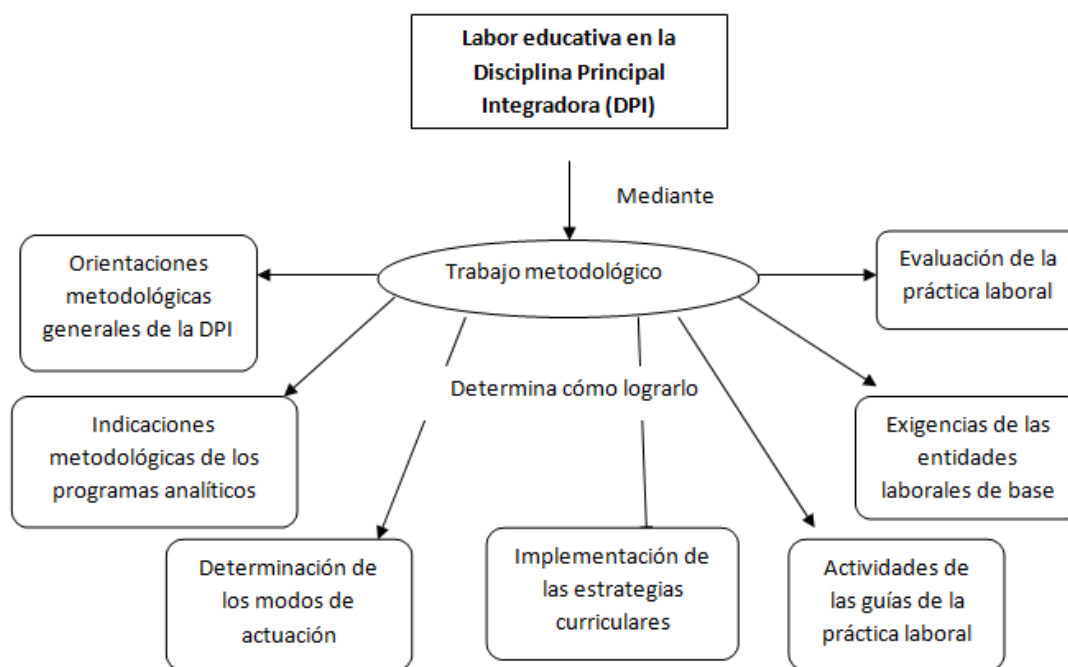 Labor educativa en la
Disciplina Principal
Integradora (DPI)
Mediante
Trabajo metodológico
Orientaciones
metodológicas
generales de la DPI
Evaluación de la
práctica laboral
Determina cómo lograrlo
Indicaciones
metodológicas de los
programas analíticos
Exigencias de las
entidades
laborales de base
Determinación de
los modos de
actuación
Implementación de
las estrategias
curriculares
Actividades de
las guías de la
práctica laboral